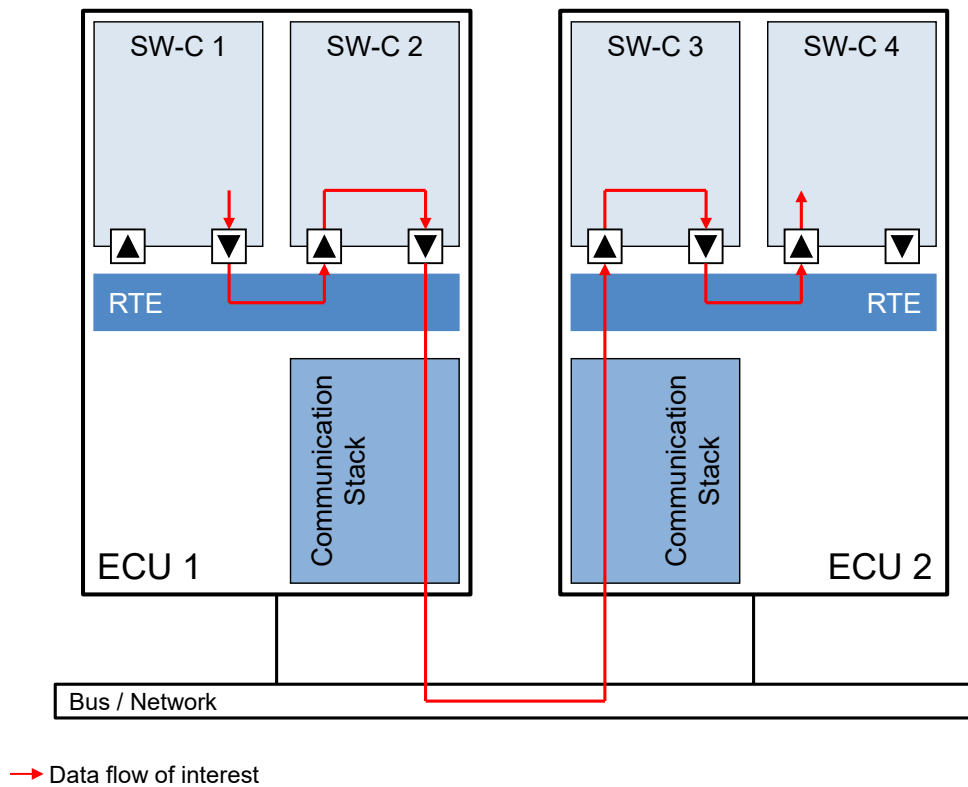 SW-C 1
SW-C 2
SW-C 3
SW-C 4
RTE
RTE
Communication
Stack
Communication
Stack
ECU 1
ECU 2
Bus / Network
Data flow of interest